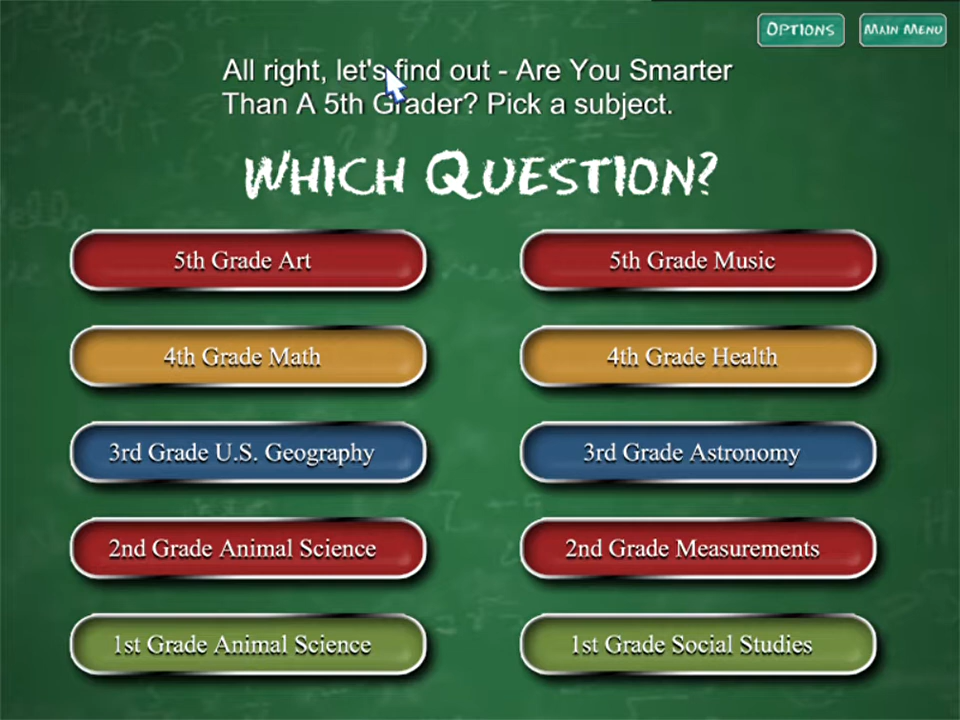 Options
Main Menu
All right, let's find out - Are You Smarter
Than A 5th Grader? Pick a subject.
Which Question?
5th Grade Art
5th Grade Music
4th Grade Math
4th Grade Health
3rd Grade U.S. Geography
3rd Grade Astronomy
2nd Grade Animal Science
2nd Grade Measurements
1st Grade Animal Science
1st Grade Social Studies